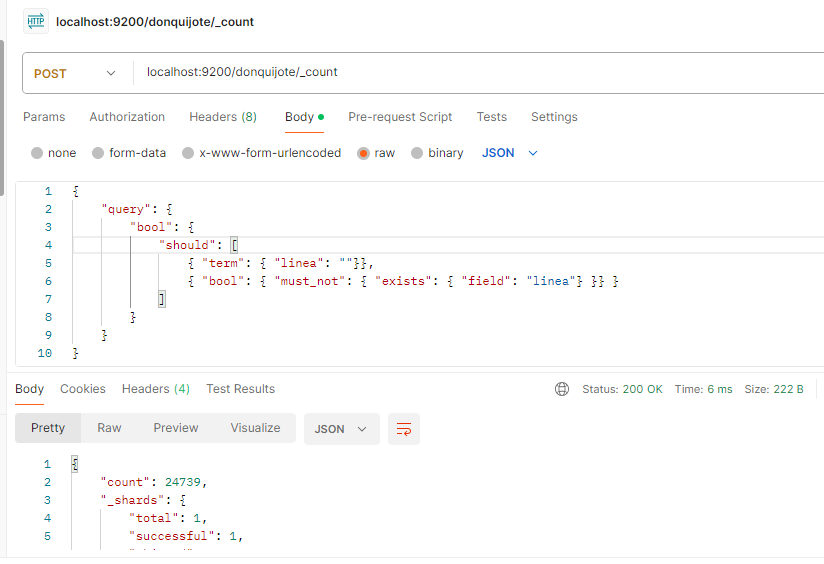 HTTP localhost:9200/donquijote/_count
POST localhost:9200/donquijote/_count
Params Authorization Headers (8) Body Pre-request Script Tests Settings
none form-data x-www-form-urlencoded raw binary JSON
1 {
2 "query": {
3 "bool": {
4 "should": [
5 { "term": { "linea": ""}},
6 { "bool": { "must_not": { "exists": { "field": "linea"} }} }
7 ]
8 }
9 }
10 }
Body Cookies Headers (4) Test Results Status: 200 OK Time: 6 ms Size: 222 B
Pretty Raw Preview Visualize JSON
1 {
2 "count": 24739,
3 "_shards": {
4 "total": 1,
5 "successful": 1,